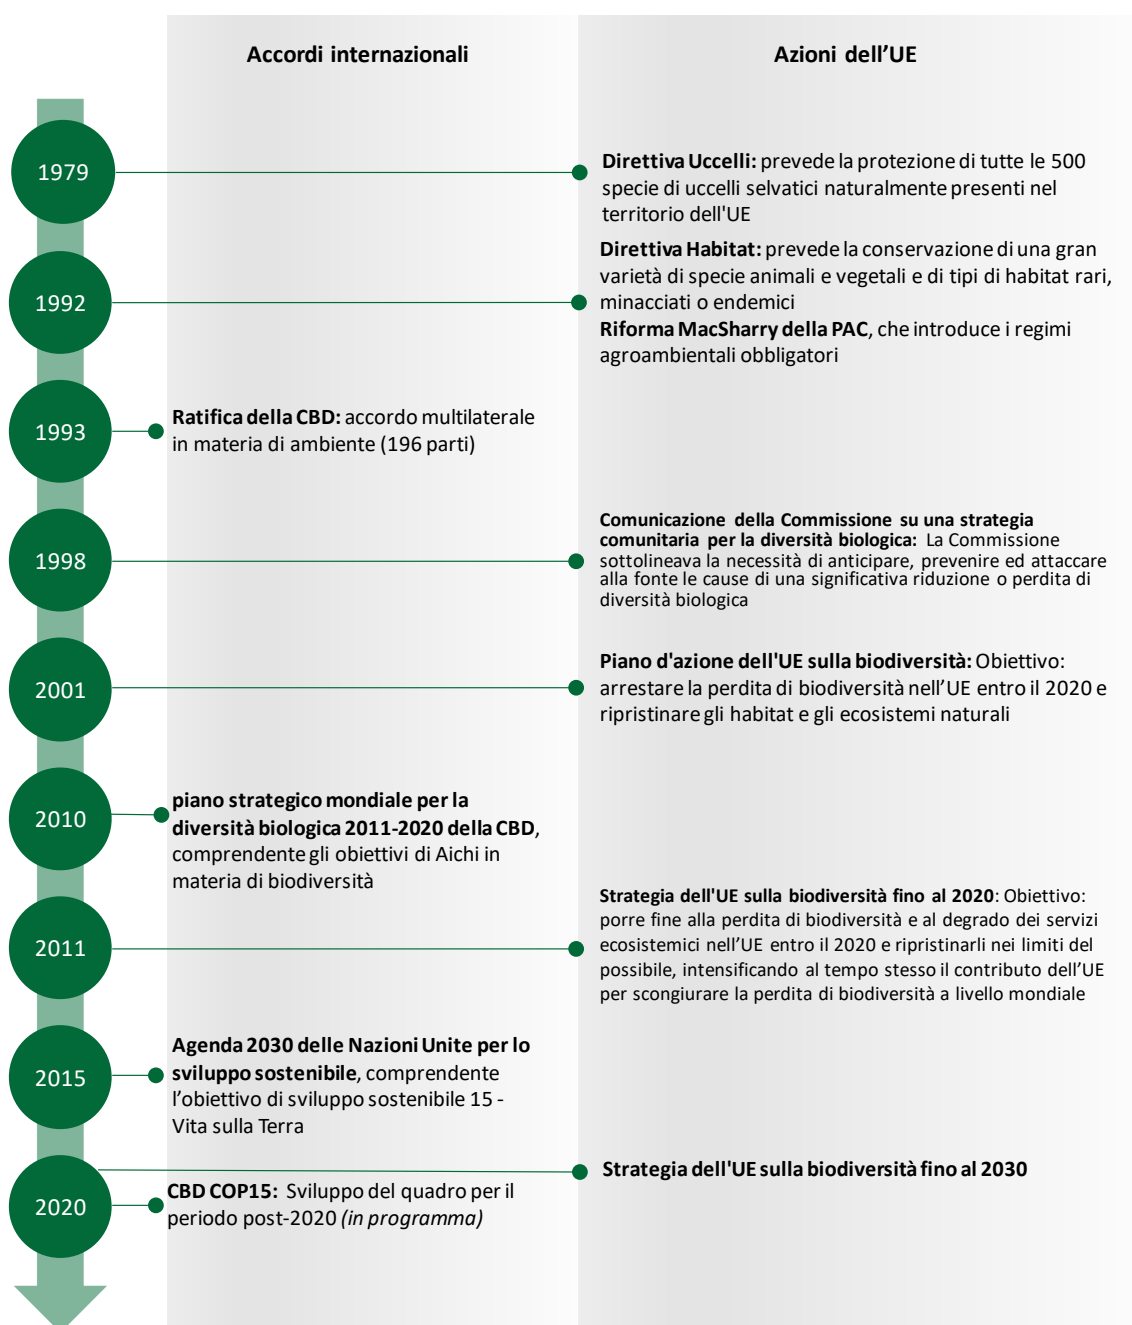 Accordi internazionali
Azioni dell’UE
1979
Direttiva Uccelli: prevede la protezione di tutte le 500
specie di uccelli selvatici naturalmente presenti nel
territorio dell'UE
1992
Direttiva Habitat: prevede la conservazione di una gran
varietà di specie animali e vegetali e di tipi di habitat rari,
minacciati o endemici
Riforma MacSharry della PAC, che introduce i regimi
agroambientali obbligatori
1993
Ratifica della CBD: accordo multilaterale
in materia di ambiente (196 parti)
1998
Comunicazione della Commissione su una strategia
comunitaria per la diversità biologica: La Commissione
sottolineava la necessità di anticipare, prevenire ed attaccare
alla fonte le cause di una significativa riduzione o perdita di
diversità biologica
2001
Piano d'azione dell'UE sulla biodiversità: Obiettivo:
arrestare la perdita di biodiversità nell’UE entro il 2020 e
ripristinare gli habitat e gli ecosistemi naturali
2010
piano strategico mondiale per la
diversità biologica 2011-2020 della CBD,
comprendente gli obiettivi di Aichi in
materia di biodiversità
2011
Strategia dell'UE sulla biodiversità fino al 2020: Obiettivo:
porre fine alla perdita di biodiversità e al degrado dei servizi
ecosistemici nell’UE entro il 2020 e ripristinarli nei limiti del
possibile, intensificando al tempo stesso il contributo dell’UE
per scongiurare la perdita di biodiversità a livello mondiale
2015
Agenda 2030 delle Nazioni Unite per lo
sviluppo sostenibile, comprendente
l’obiettivo di sviluppo sostenibile 15 -
Vita sulla Terra
2020
Strategia dell'UE sulla biodiversità fino al 2030
CBD COP15: Sviluppo del quadro per il
periodo post-2020 (in programma)